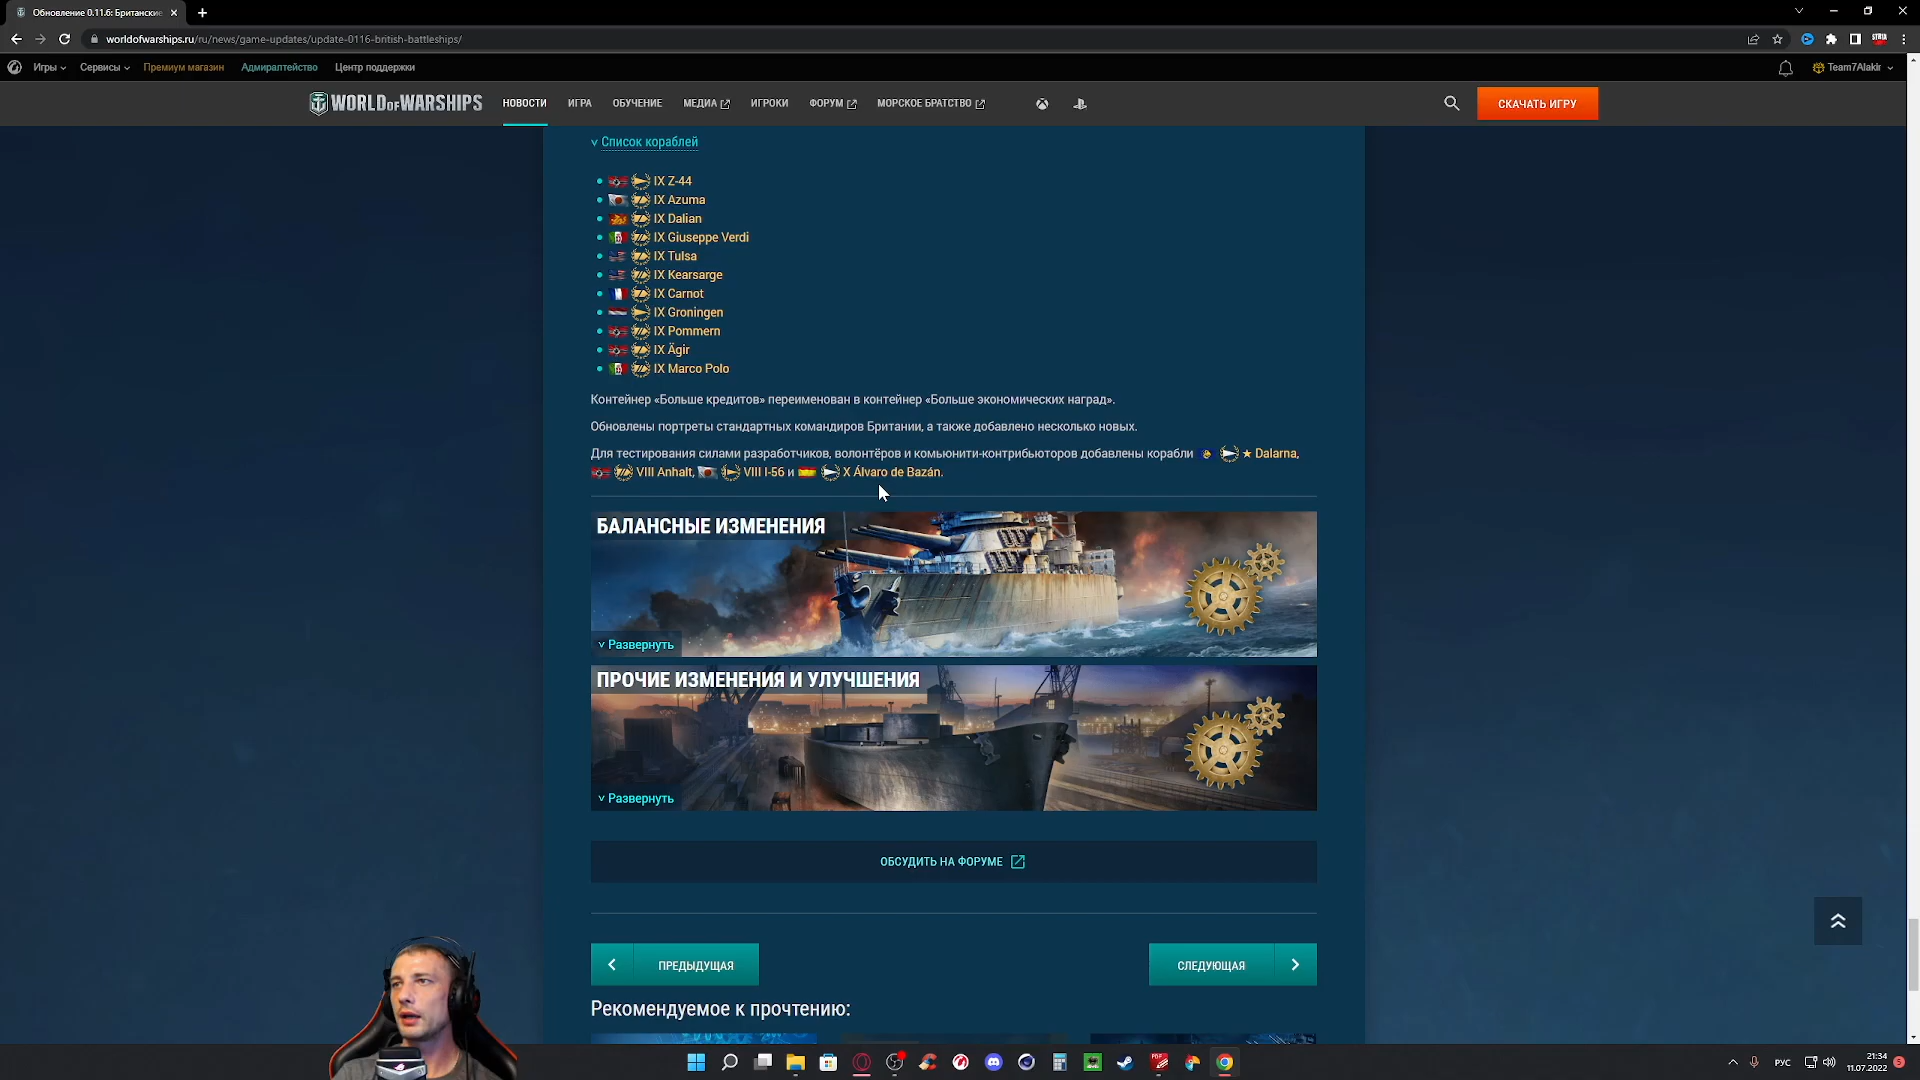 Обновление 0.11.6: Британские
worldofwarships.ru/ru/news/game-updates/update-0116-british-battleships/
Игры Сервисы Премиум магазин Адмиралтейство Центр поддержки Team7Alakir
WORLD OF WARSHIPS НОВОСТИ ИГРА ОБУЧЕНИЕ МЕДИА ИГРОКИ ФОРУМ МОРСКОЕ БРАТСТВО СКАЧАТЬ ИГРУ
Список кораблей
IX Z-44
IX Azuma
IX Dalian
IX Giuseppe Verdi
IX Tulsa
IX Kearsarge
IX Carnot
IX Groningen
IX Pommern
IX Ägir
IX Marco Polo
Контейнер «Больше кредитов» переименован в контейнер «Больше экономических наград».
Обновлены портреты стандартных командиров Британии, а также добавлено несколько новых.
Для тестирования силами разработчиков, волонтёров и комьюнити-контрибьюторов добавлены корабли ★ Dalarna,
VIII Anhalt, VIII I-56 и X Álvaro de Bazán.
БАЛАНСНЫЕ ИЗМЕНЕНИЯ
Развернуть
ПРОЧИЕ ИЗМЕНЕНИЯ И УЛУЧШЕНИЯ
Развернуть
ОБСУДИТЬ НА ФОРУМЕ
ПРЕДЫДУЩАЯ СЛЕДУЮЩАЯ
Рекомендуемое к прочтению:
РУС 21:34
11.07.2022 5